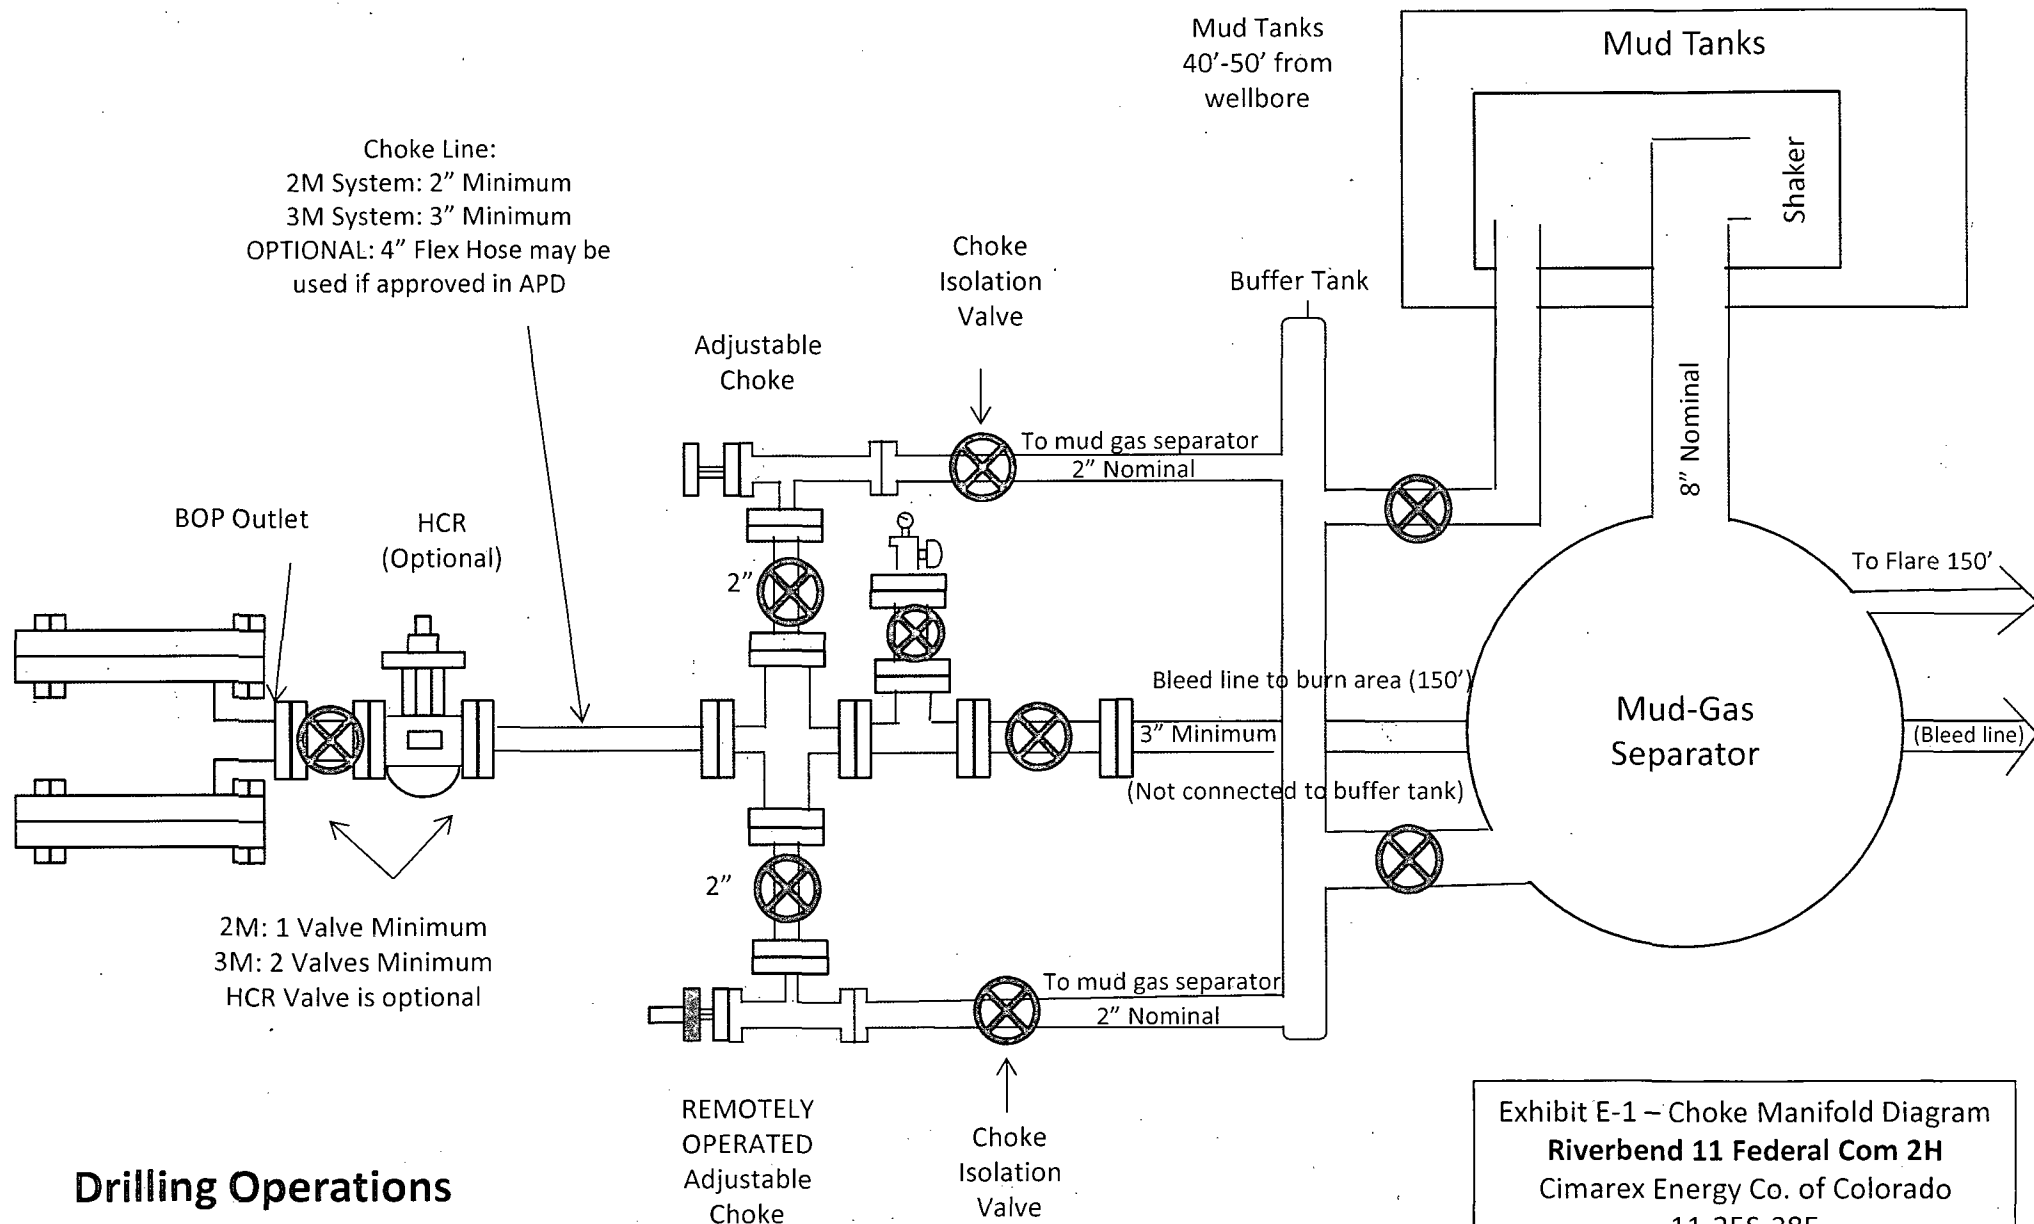 Mud Tanks
40’-50’ from
wellbore
Mud Tanks
Shaker
Choke Line:
2M System: 2” Minimum
3M System: 3” Minimum
OPTIONAL: 4” Flex Hose may be
used if approved in APD
Choke
Isolation
Valve
Buffer Tank
Adjustable
Choke
8” Nominal
To mud gas separator
2” Nominal
BOP Outlet
HCR
(Optional)
2”
To Flare 150’
Bleed line to burn area (150’)
3” Minimum
(Not connected to buffer tank)
Mud-Gas
Separator
(Bleed line)
2”
2M: 1 Valve Minimum
3M: 2 Valves Minimum
HCR Valve is optional
To mud gas separator
2” Nominal
REMOTELY
OPERATED
Adjustable
Choke
Choke
Isolation
Valve
Drilling Operations
Exhibit E-1 – Choke Manifold Diagram
Riverbend 11 Federal Com 2H
Cimarex Energy Co. of Colorado